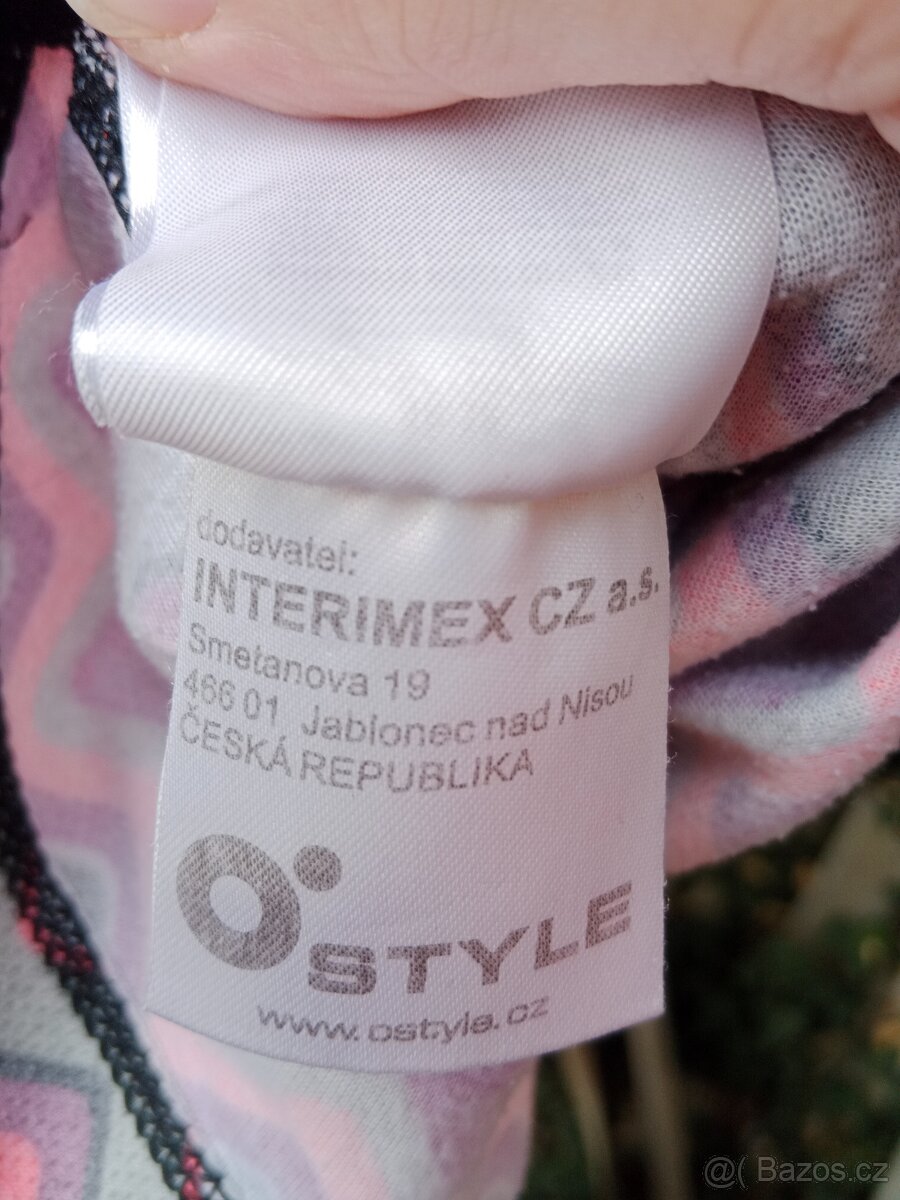 dodavatel:
INTERIMEX CZ a.s.
Smetanova 19
466 01 Jablonec nad Nisou
ČESKÁ REPUBLIKA
O STYLE
www.ostyle.cz
@( Bazos.cz